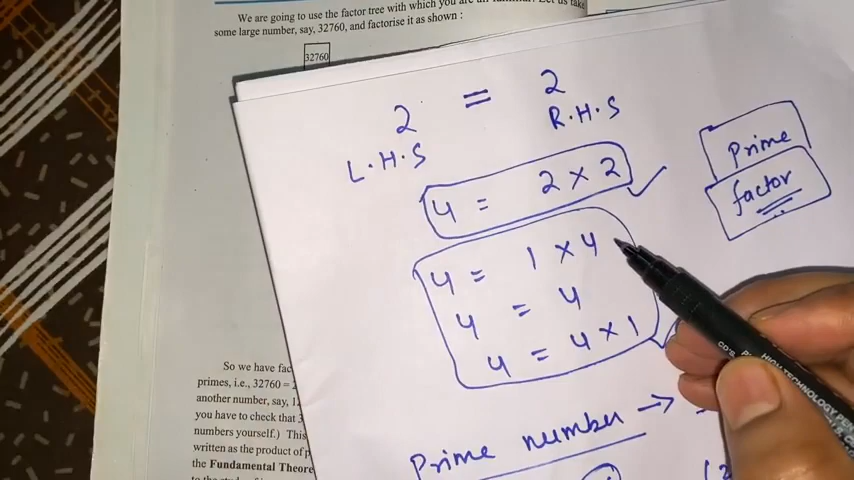 We are going to use the factor tree with which you are all familiar. Let us take
some large number, say, 32760, and factorise it as shown :
32760
2 = 2
L.H.S R.H.S
4 = 2 × 2
4 = 1 × 4
4 = 4
4 = 4 × 1
Prime
factor
Prime number →
So we have fac
primes, i.e., 32760 = 2
another number, say, 12
you have to check that 3
numbers yourself.) This
written as the product of p
the Fundamental Theore